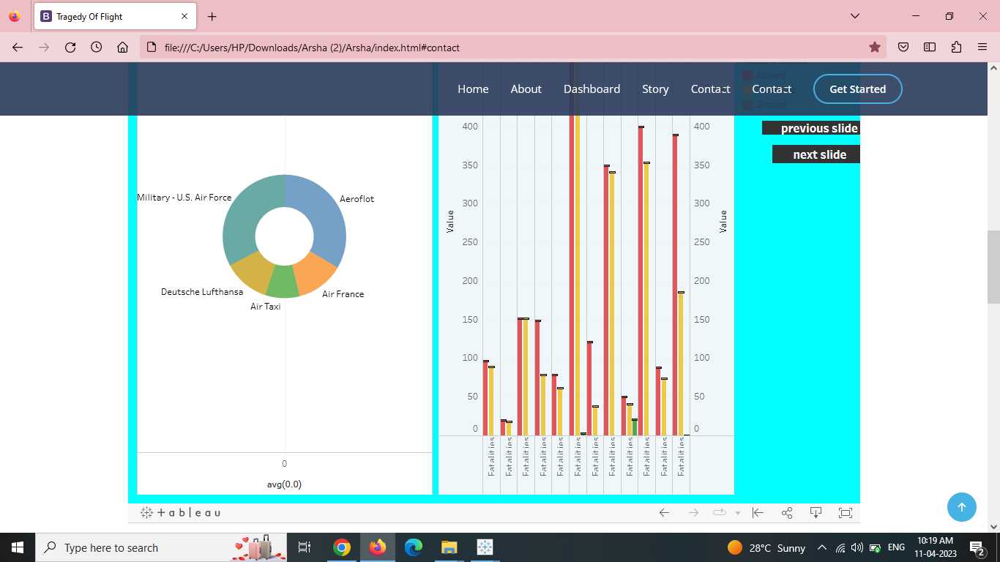 Tragedy Of Flight
file:///C:/Users/HP/Downloads/Arsha (2)/Arsha/index.html#contact
Home About Dashboard Story Contact Contact Get Started
Aboard
Ground
previous slide
next slide
Military - U.S. Air Force
Aeroflot
Deutsche Lufthansa
Air France
Air Taxi
0
avg(0.0)
400 400
350 350
300 300
Value Value
250 250
200 200
150 150
100 100
50 50
0 0
Fatalities Fatalities Fatalities Fatalities Fatalities Fatalities Fatalities Fatalities Fatalities Fatalities Fatalities Fatalities
+ableau
Type here to search
28°C Sunny
ENG
10:19 AM
11-04-2023
2